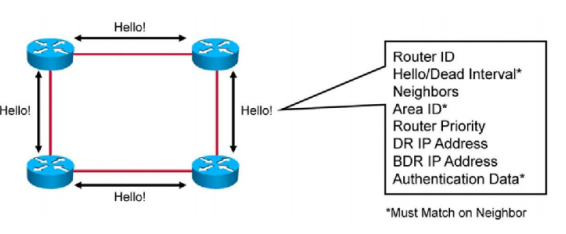 Hello!
Hello!
Hello!
Hello!
Router ID
Hello/Dead Interval*
Neighbors
Area ID*
Router Priority
DR IP Address
BDR IP Address
Authentication Data*
*Must Match on Neighbor